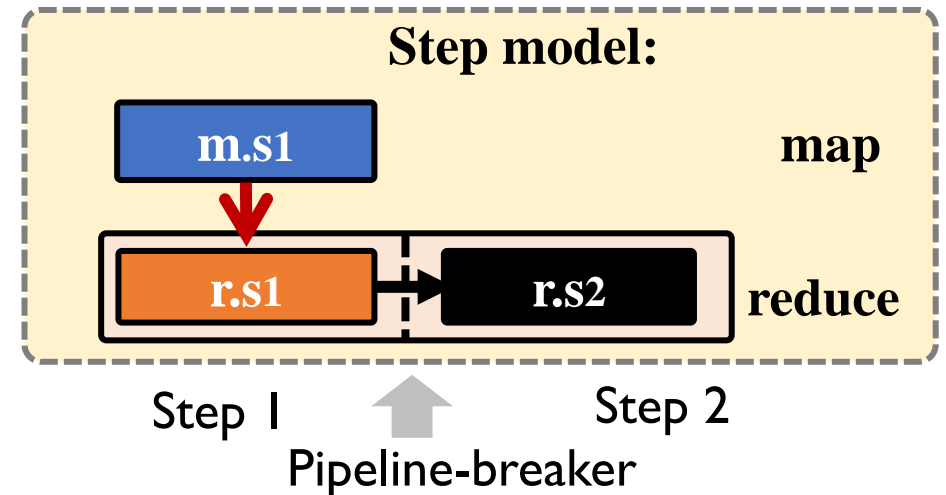 Step model:
m.s1
map
r.s1
r.s2
reduce
Step 1
Step 2
Pipeline-breaker